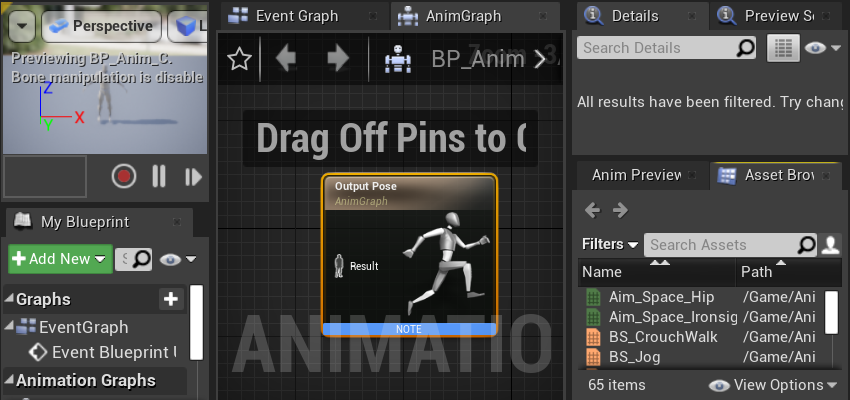 Perspective
L
Previewing BP_Anim_C.
Bone manipulation is disable
Z
X
Y
My Blueprint
Add New
S
Graphs
EventGraph
Event Blueprint U
Animation Graphs
Event Graph
AnimGraph
BP_Anim
Zoom -3
Drag Off Pins to C
Output Pose
AnimGraph
Result
NOTE
ANIMATIO
Details
Preview Sc
Search Details
All results have been filtered. Try chang
Anim Preview
Asset Brow
Filters
Search Assets
Name
Path
Aim_Space_Hip /Game/Ani
Aim_Space_Ironsig /Game/Ani
BS_CrouchWalk /Game/Ani
BS_Jog /Game/Ani
65 items
View Options